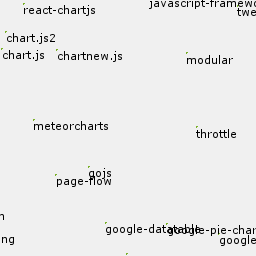 javascript-framewo
react-chartjs
twe
chart.js2
chart.js
chartnew.js
modular
meteorcharts
throttle
gojs
page-flow
n
google-datatable
google-pie-char
ng
google